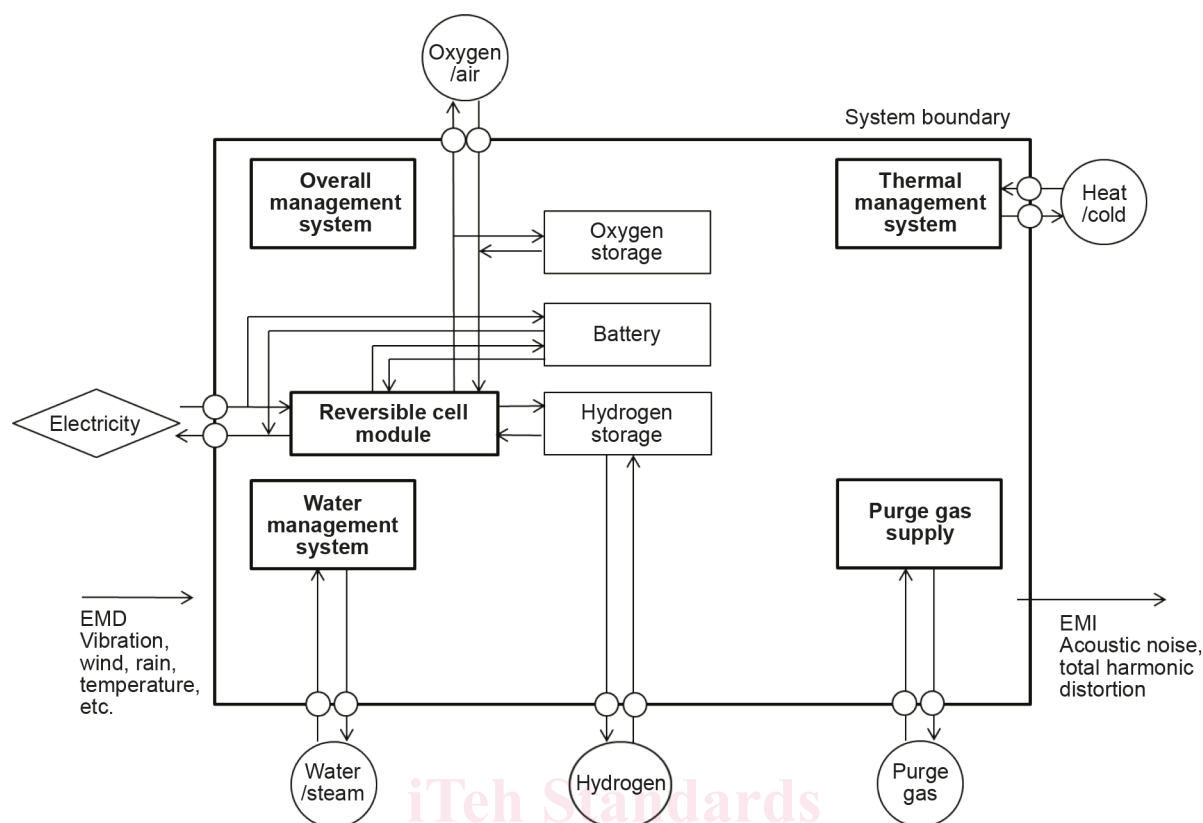 Oxygen
/air
System boundary
Overall
management
system
Thermal
management
system
Heat
/cold
Oxygen
storage
Battery
Electricity
Reversible cell
module
Hydrogen
storage
Water
management
system
Purge gas
supply
EMD
Vibration,
wind, rain,
temperature,
etc.
EMI
Acoustic noise,
total harmonic
distortion
Water
/steam
Hydrogen
Purge
gas
iTeh Standards